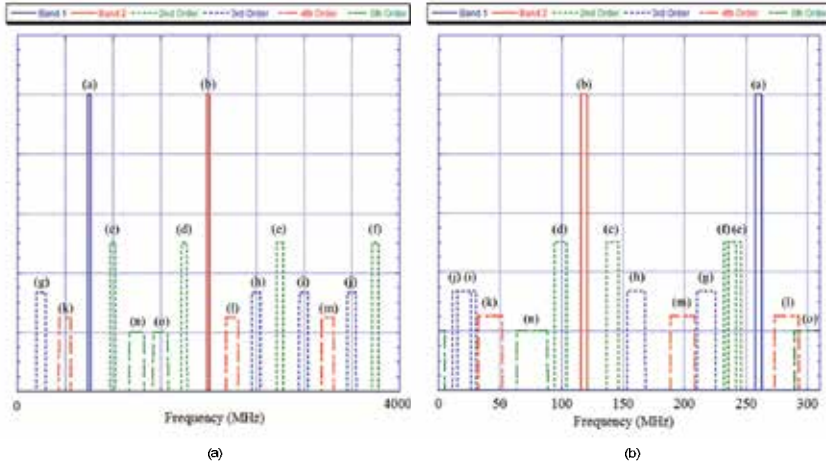 Band 1 Band 2 2nd Order 3rd Order 4th Order 5th Order
(a) (b)
(c) (d) (e) (f)
(g) (h) (i) (j)
(k) (l) (m)
(n) (o)
0 4000
Frequency (MHz)
(a)
Band 1 Band 2 2nd Order 3rd Order 4th Order 5th Order
(b) (a)
(d) (c) (f) (e)
(j) (i) (h) (g)
(k) (m) (l)
(n) (o)
0 50 100 150 200 250 300
Frequency (MHz)
(b)